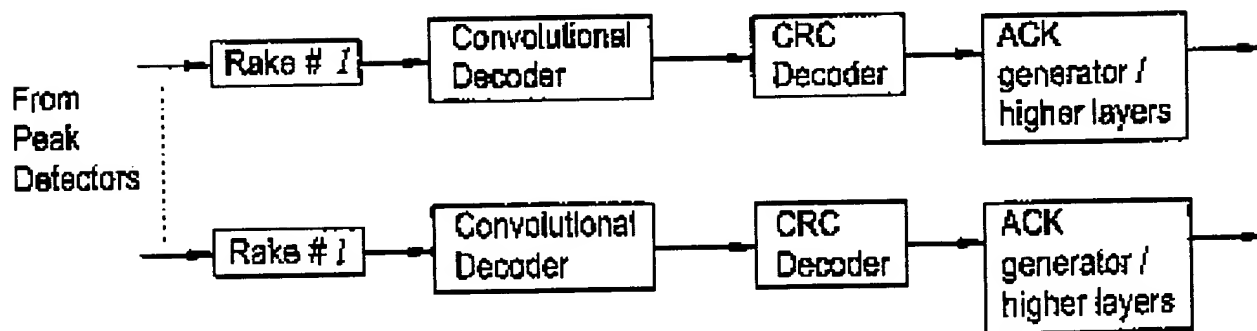 From
Peak
Detectors
Rake # 1
Convolutional
Decoder
CRC
Decoder
ACK
generator /
higher layers
Rake # 1
Convolutional
Decoder
CRC
Decoder
ACK
generator /
higher layers